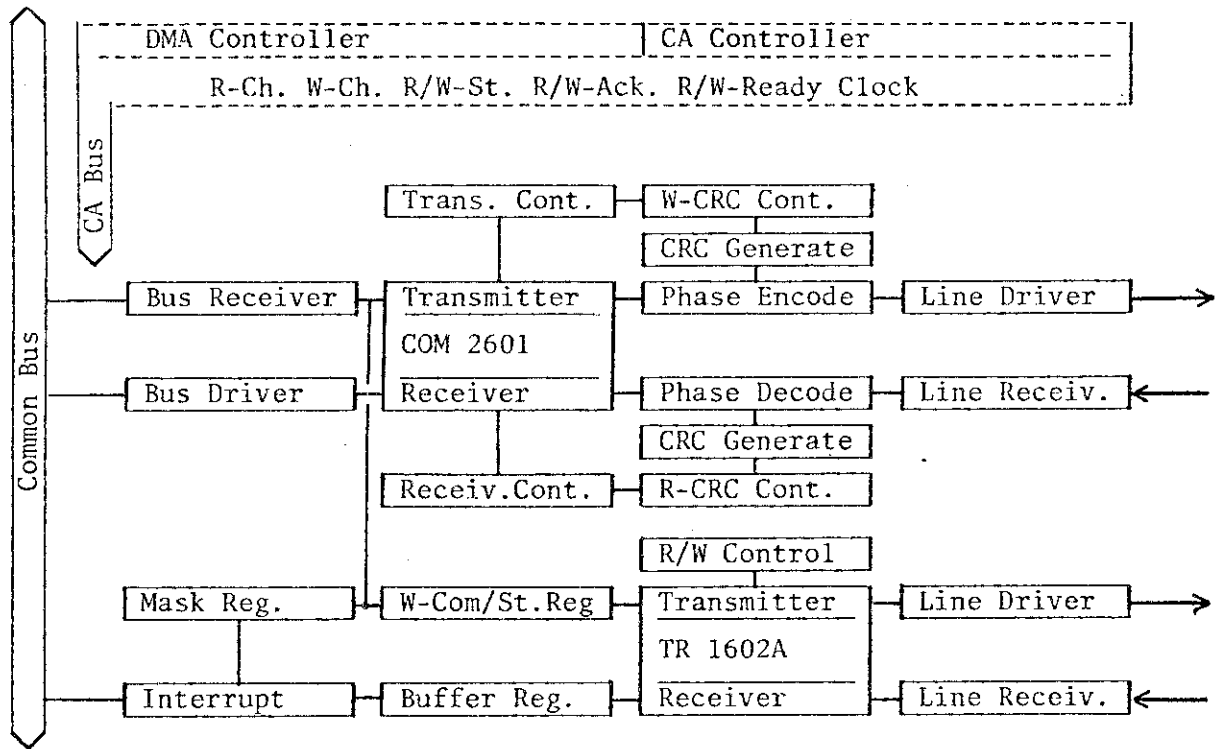 DMA Controller CA Controller
R-Ch. W-Ch. R/W-St. R/W-Ack. R/W-Ready Clock
CA Bus
Common Bus
Trans. Cont. W-CRC Cont.
CRC Generate
Bus Receiver Transmitter Phase Encode Line Driver
COM 2601
Bus Driver Receiver Phase Decode Line Receiv.
CRC Generate
Receiv.Cont. R-CRC Cont.
R/W Control
Mask Reg. W-Com/St.Reg Transmitter Line Driver
TR 1602A
Interrupt Buffer Reg. Receiver Line Receiv.